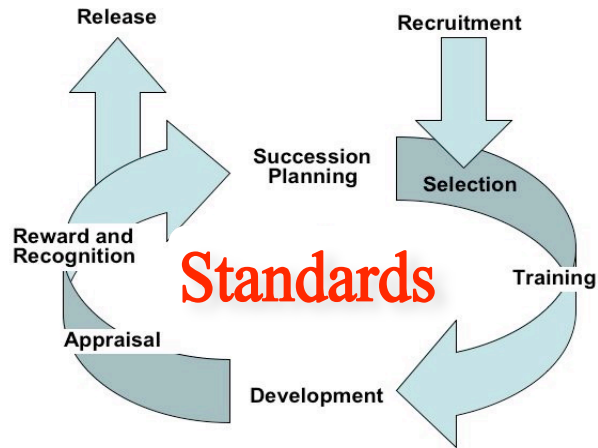 Release
Recruitment
Succession
Planning
Selection
Reward and
Recognition
Standards
Training
Appraisal
Development